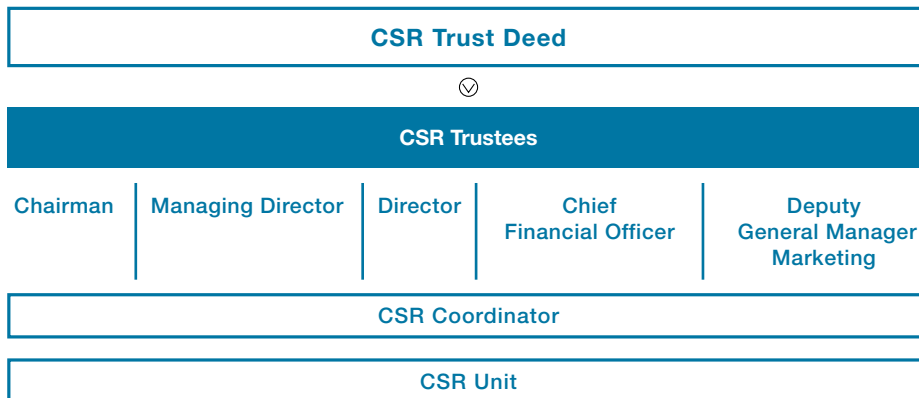 CSR Trust Deed
CSR Trustees
Chairman
Managing Director
Director
Chief
Financial Officer
Deputy
General Manager
Marketing
CSR Coordinator
CSR Unit